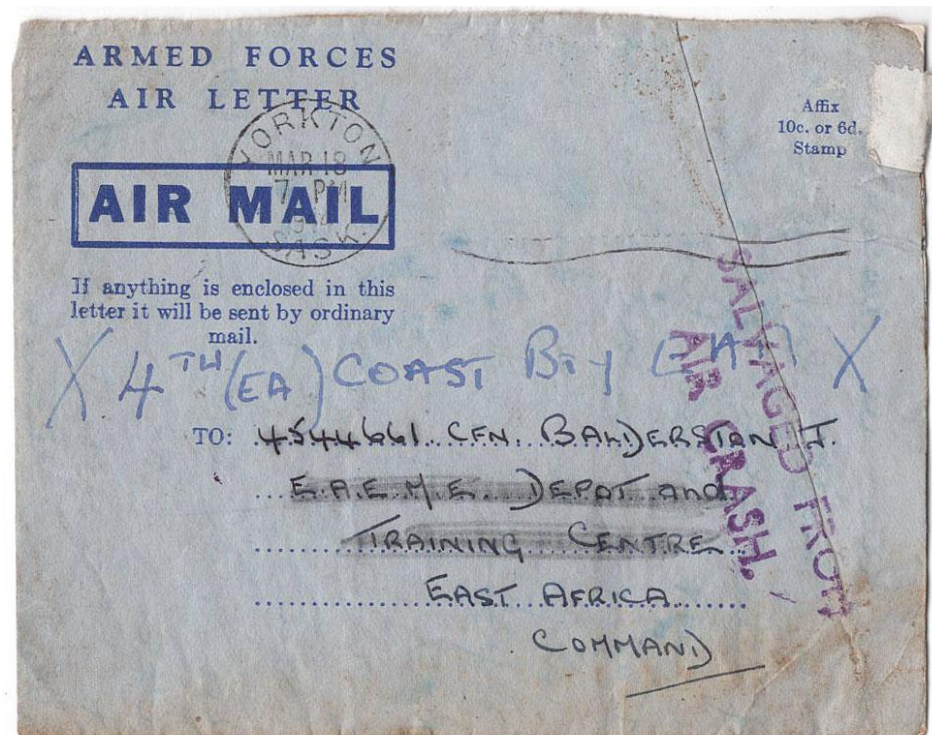 ARMED FORCES
AIR LETTER
Affix
10c. or 6d.
Stamp
YORKTON
MAR 18
7 PM
SASK.
AIR MAIL
If anything is enclosed in this
letter it will be sent by ordinary
mail.
X 4TH (EA) COAST Bty (EA) X
SALVAGED FROM
AIR CRASH.
TO: 4544661 CFN. BALDERSTAN J.
E.A.E.M.E. DEPOT and
TRAINING CENTRE
EAST AFRICA
COMMAND